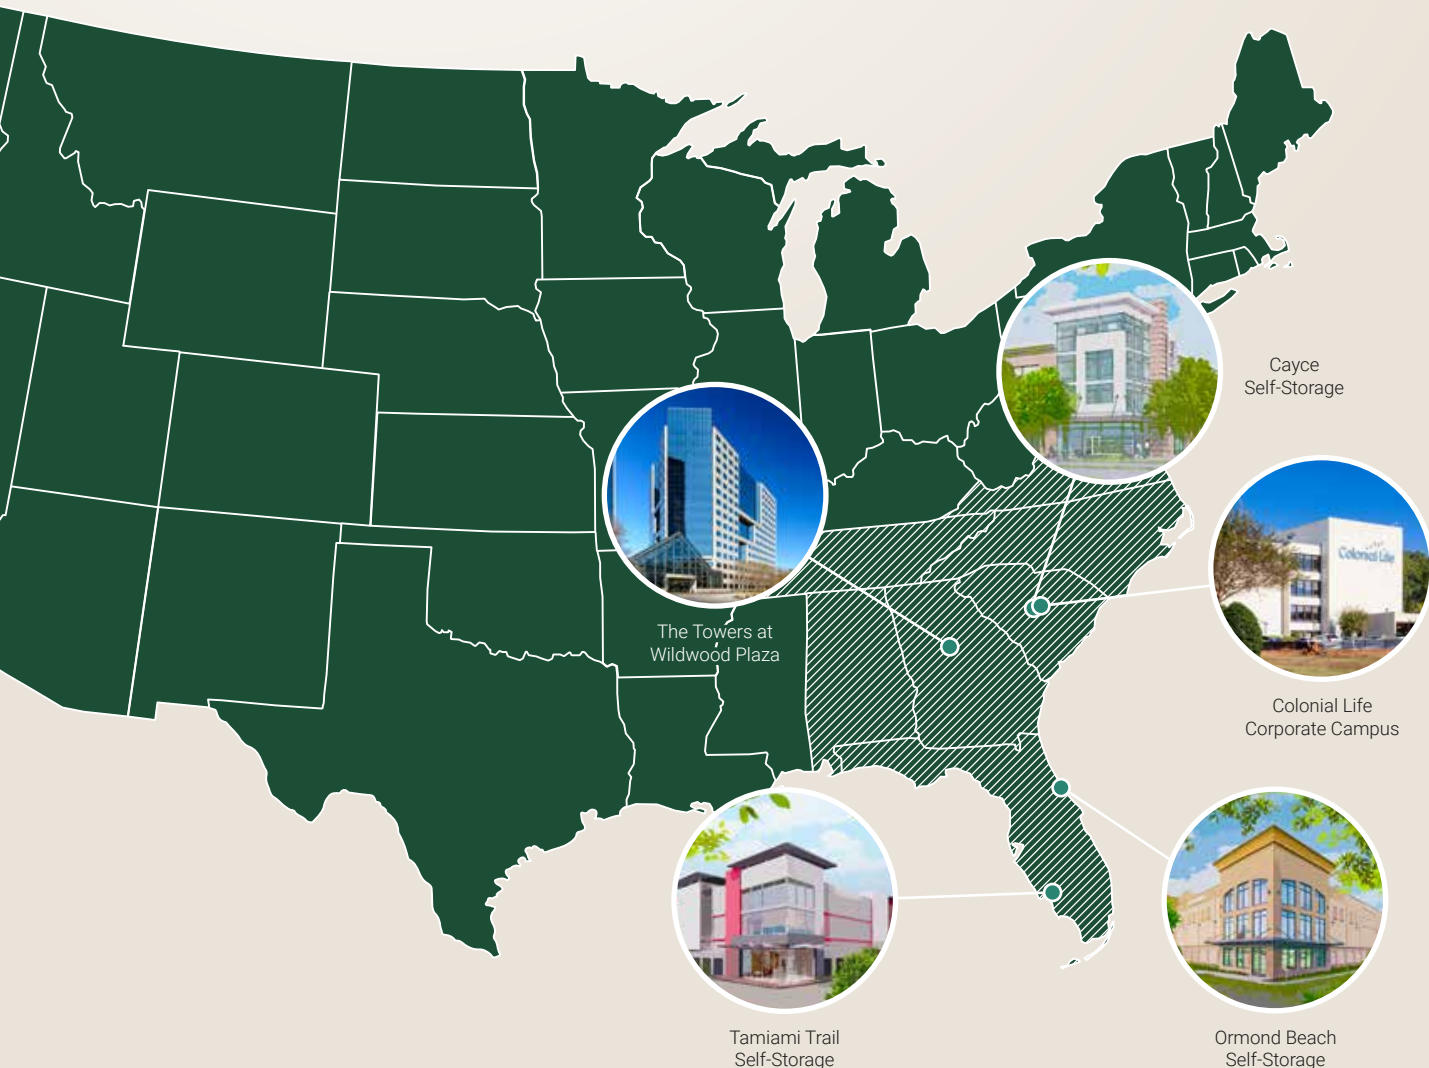 Cayce
Self-Storage
Colonial Life
The Towers at
Wildwood Plaza
Colonial Life
Corporate Campus
Tamiami Trail
Self-Storage
Ormond Beach
Self-Storage